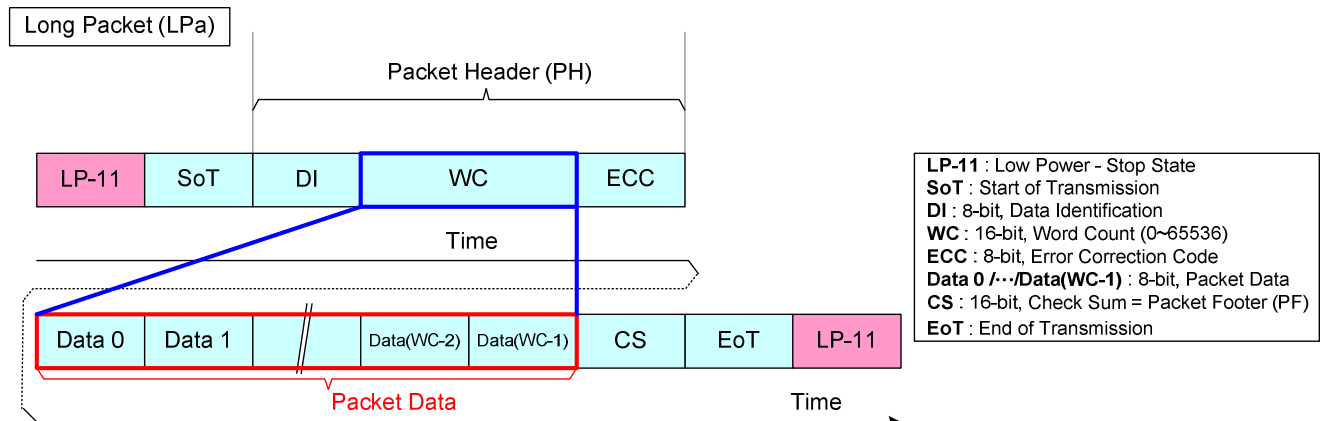 Long Packet (LPa)
Packet Header (PH)
LP-11 SoT DI WC ECC
Time
Data 0 Data 1 Data(WC-2) Data(WC-1) CS EoT LP-11
Packet Data
Time
LP-11 : Low Power - Stop State
SoT : Start of Transmission
DI : 8-bit, Data Identification
WC : 16-bit, Word Count (0~65536)
ECC : 8-bit, Error Correction Code
Data 0 /⋯/Data(WC-1) : 8-bit, Packet Data
CS : 16-bit, Check Sum = Packet Footer (PF)
EoT : End of Transmission